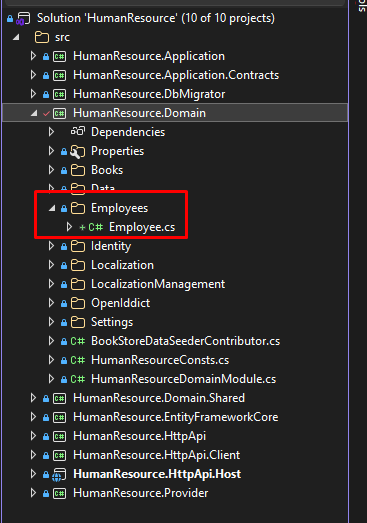 Solution 'HumanResource' (10 of 10 projects)
src
HumanResource.Application
HumanResource.Application.Contracts
HumanResource.DbMigrator
HumanResource.Domain
Dependencies
Properties
Books
Data
Employees
+ C# Employee.cs
Identity
Localization
LocalizationManagement
OpenIddict
Settings
C# BookStoreDataSeederContributor.cs
C# HumanResourceConsts.cs
C# HumanResourceDomainModule.cs
HumanResource.Domain.Shared
HumanResource.EntityFrameworkCore
HumanResource.HttpApi
HumanResource.HttpApi.Client
HumanResource.HttpApi.Host
HumanResource.Provider